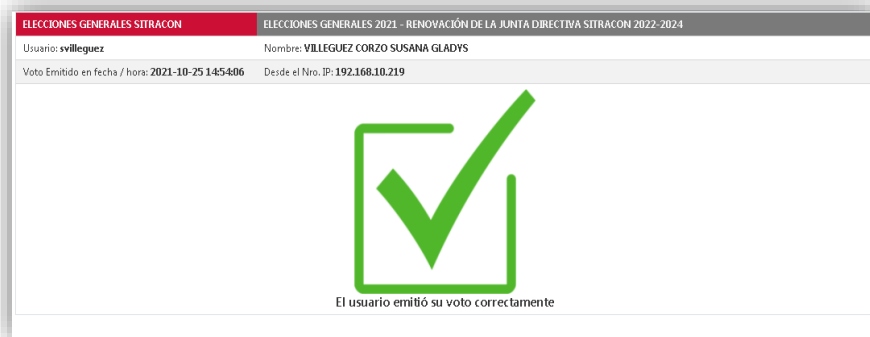 ELECCIONES GENERALES SITRACON ELECCIONES GENERALES 2021 - RENOVACIÓN DE LA JUNTA DIRECTIVA SITRACON 2022-2024
Usuario: svilleguez Nombre: VILLEGUEZ CORZO SUSANA GLADYS
Voto Emitido en fecha / hora: 2021-10-25 14:54:06 Desde el Nro. IP: 192.168.10.219
El usuario emitió su voto correctamente